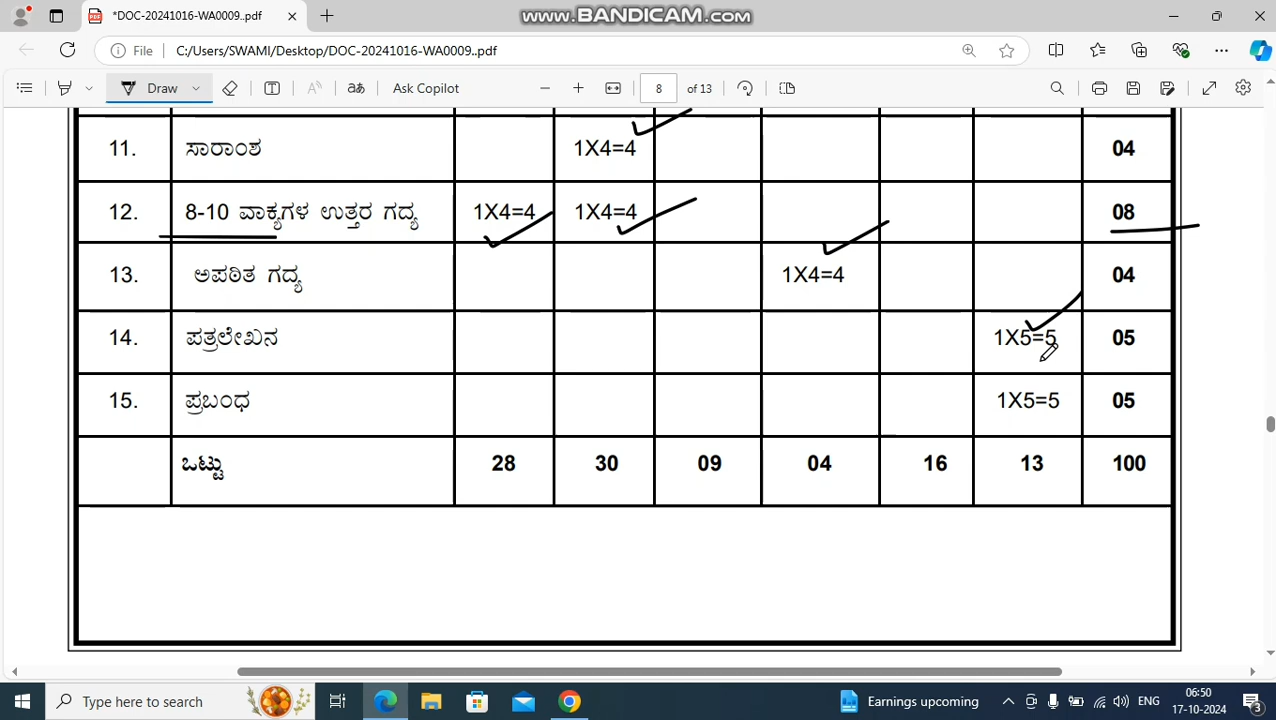 *DOC-20241016-WA0009..pdf
www.BANDICAM.com
File C:/Users/SWAMI/Desktop/DOC-20241016-WA0009..pdf
Draw Ask Copilot 8 of 13
11. ಸಾರಾಂಶ 1X4=4 04
12. 8-10 ವಾಕ್ಯಗಳ ಉತ್ತರ ಗದ್ಯ 1X4=4 1X4=4 08
13. ಅಪಠಿತ ಗದ್ಯ 1X4=4 04
14. ಪತ್ರಲೇಖನ 1X5=5 05
15. ಪ್ರಬಂಧ 1X5=5 05
ಒಟ್ಟು 28 30 09 04 16 13 100
Type here to search Earnings upcoming ENG 06:50
17-10-2024 3